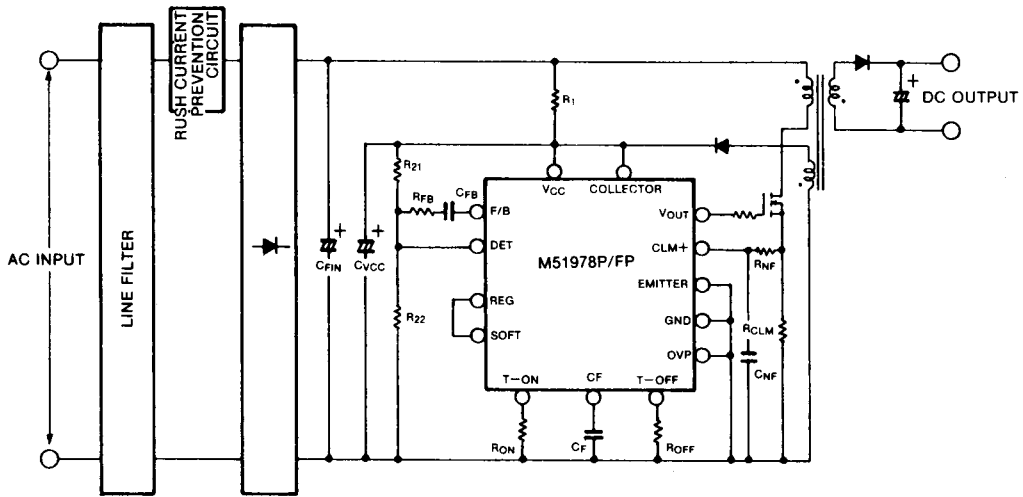 AC INPUT
LINE FILTER
RUSH CURRENT
PREVENTION
CIRCUIT
+
CFIN
+
CVCC
R1
R21
RFB
CFB
R22
VCC
COLLECTOR
F/B
DET
REG
SOFT
M51978P/FP
VOUT
CLM+
EMITTER
GND
OVP
T-ON
CF
T-OFF
RON
CF
ROFF
RNF
RCLM
CNF
+
DC OUTPUT